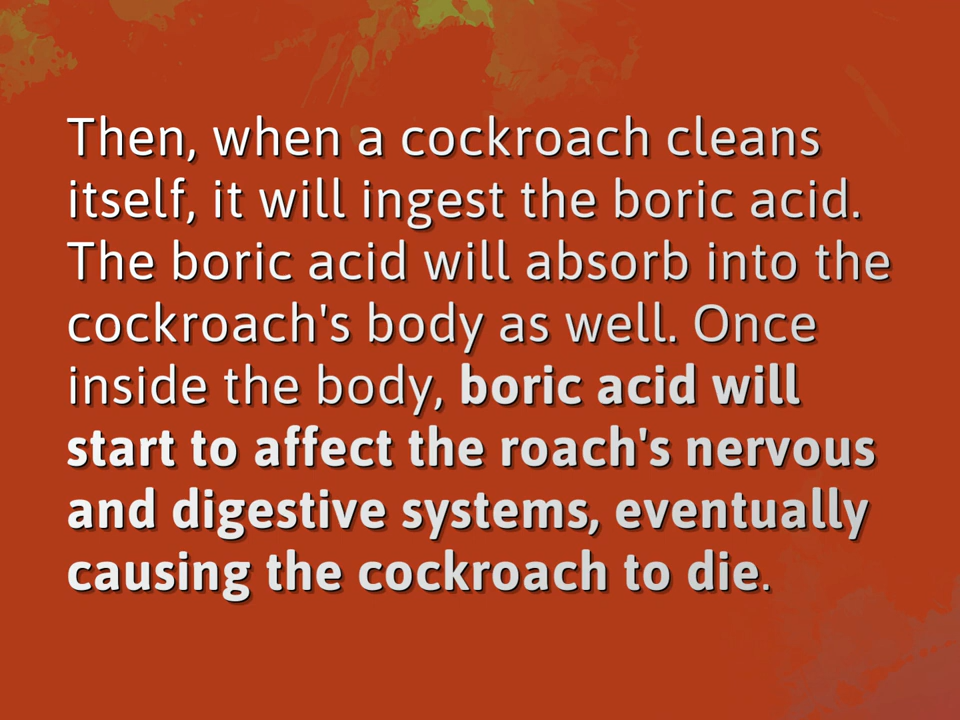 Then, when a cockroach cleans
itself, it will ingest the boric acid.
The boric acid will absorb into the
cockroach's body as well. Once
inside the body, boric acid will
start to affect the roach's nervous
and digestive systems, eventually
causing the cockroach to die.